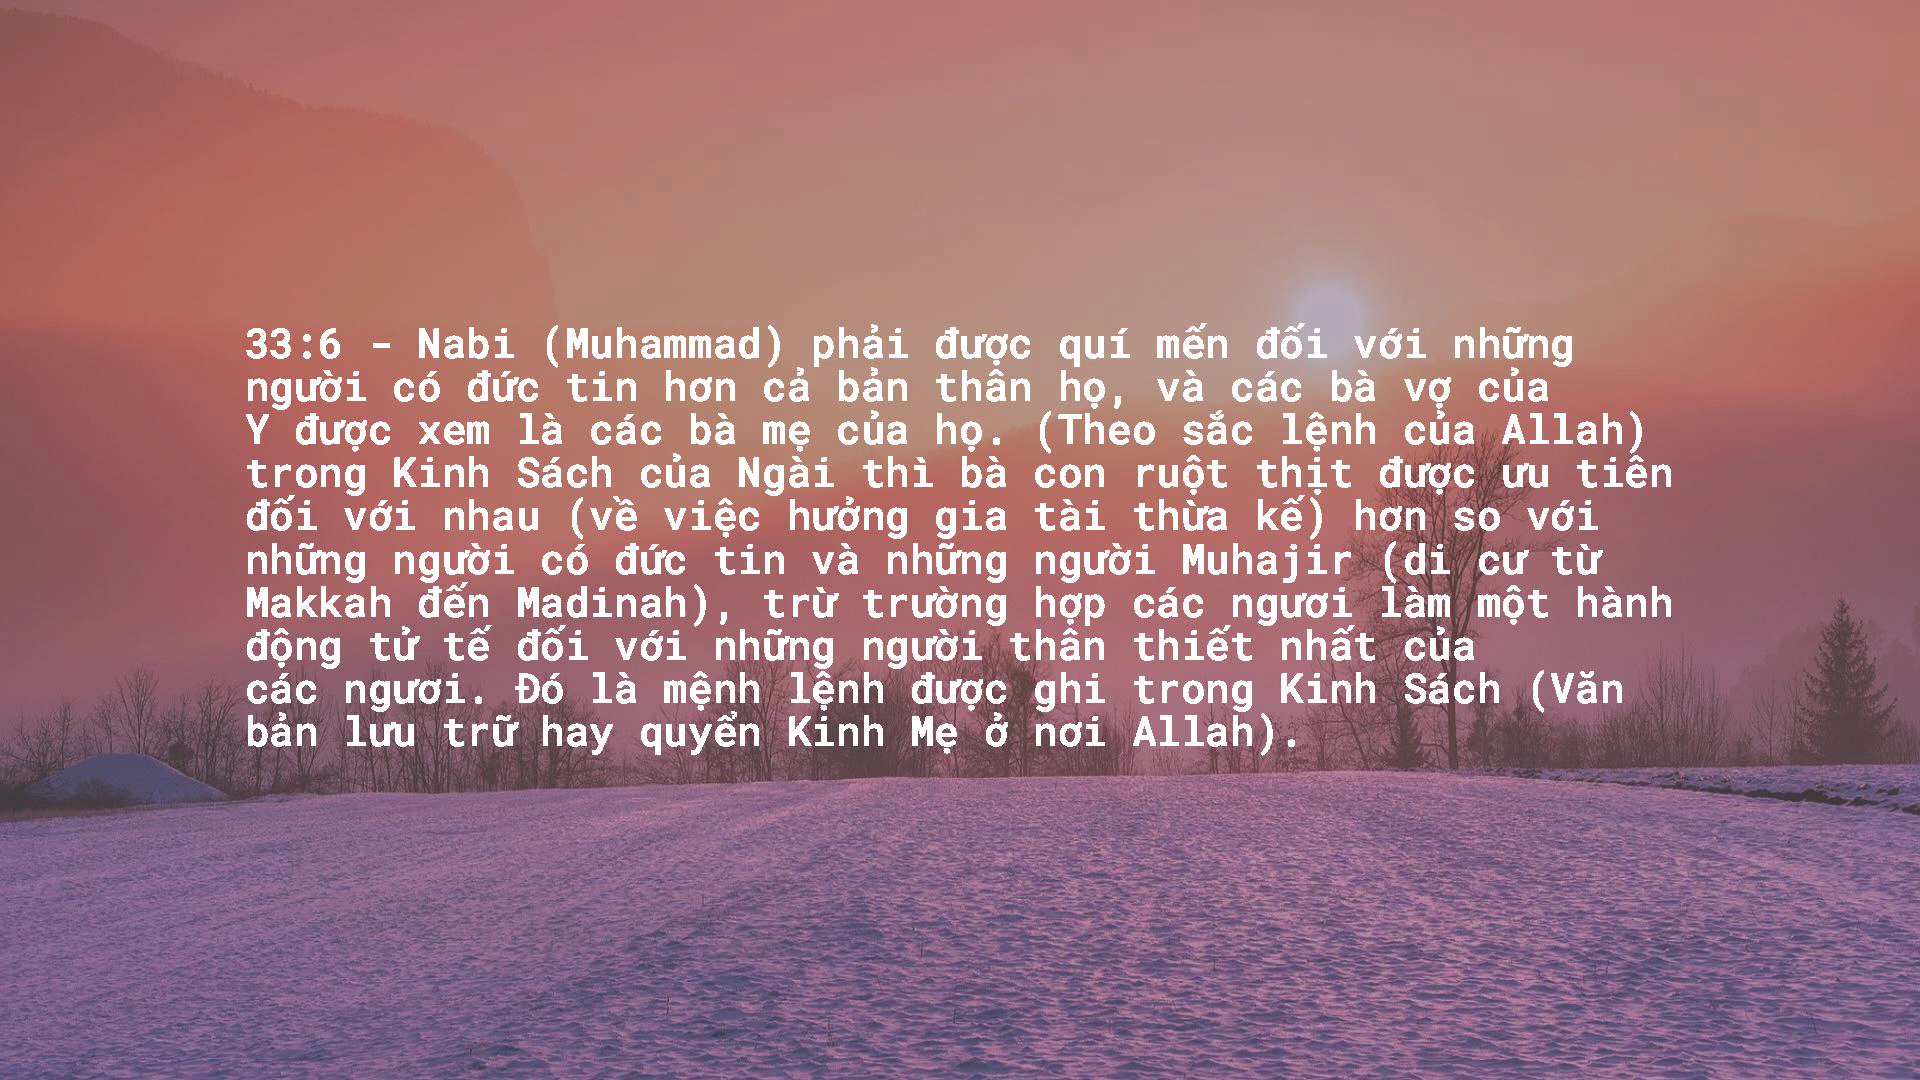 33:6 - Nabi (Muhammad) phải được quí mến đối với những
người có đức tin hơn cả bản thân họ, và các bà vợ của
Y được xem là các bà mẹ của họ. (Theo sắc lệnh của Allah)
trong Kinh Sách của Ngài thì bà con ruột thịt được ưu tiên
đối với nhau (về việc hưởng gia tài thừa kế) hơn so với
những người có đức tin và những người Muhajir (di cư từ
Makkah đến Madinah), trừ trường hợp các ngươi làm một hành
động tử tế đối với những người thân thiết nhất của
các ngươi. Đó là mệnh lệnh được ghi trong Kinh Sách (Văn
bản lưu trữ hay quyển Kinh Mẹ ở nơi Allah).